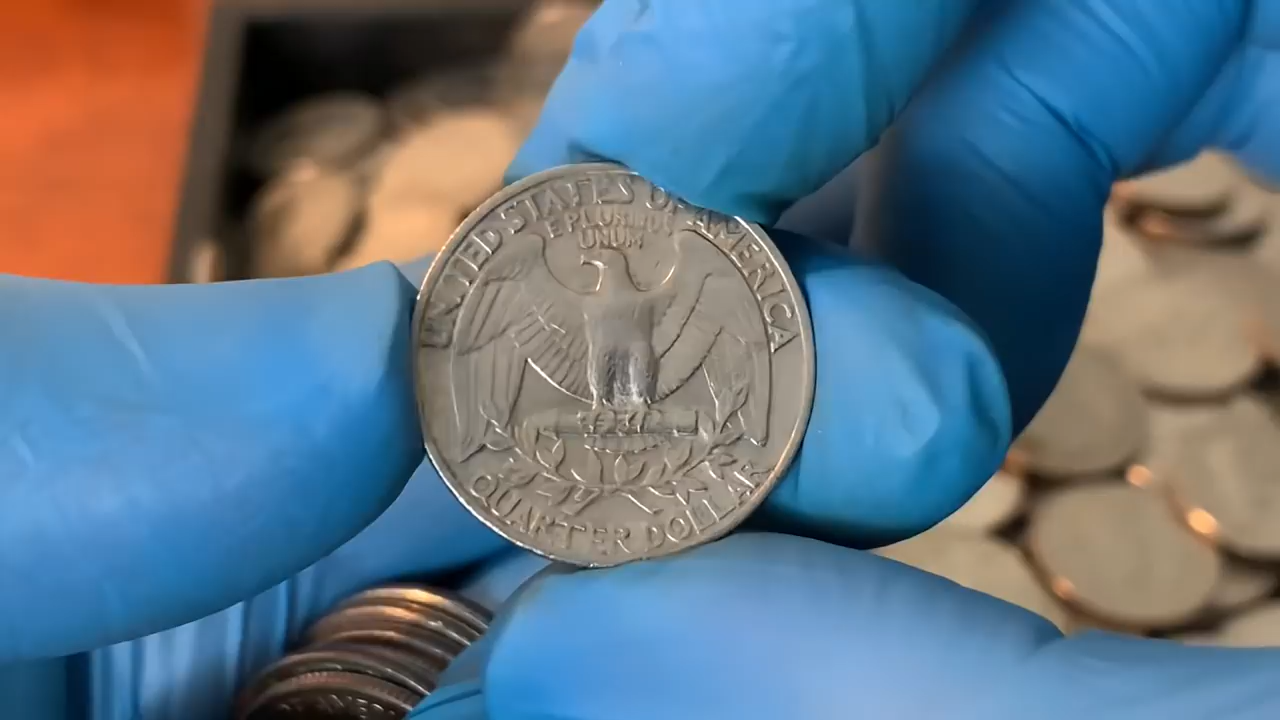 UNITED STATES OF AMERICA
E PLURIBUS
UNUM
QUARTER DOLLAR